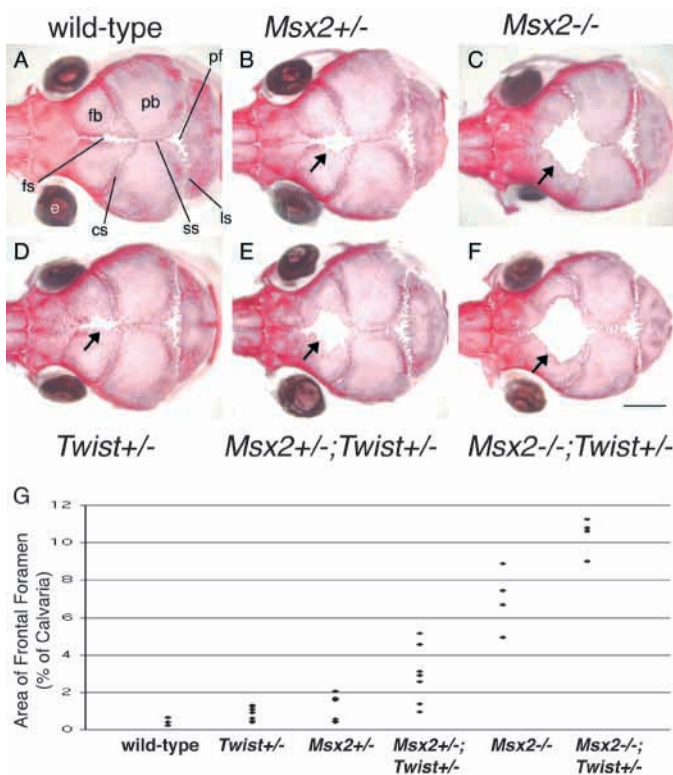 wild-type Msx2+/- Msx2-/-
A B C
pf
fb pb
fs
e
cs ss ls
D E F
Twist+/- Msx2+/-;Twist+/- Msx2-/-;Twist+/-
G
Area of Frontal Foramen
(% of Calvaria)
12
10
8
6
4
2
0
wild-type Twist+/- Msx2+/- Msx2+/-; Msx2-/- Msx2-/-;
Twist+/- Twist+/-